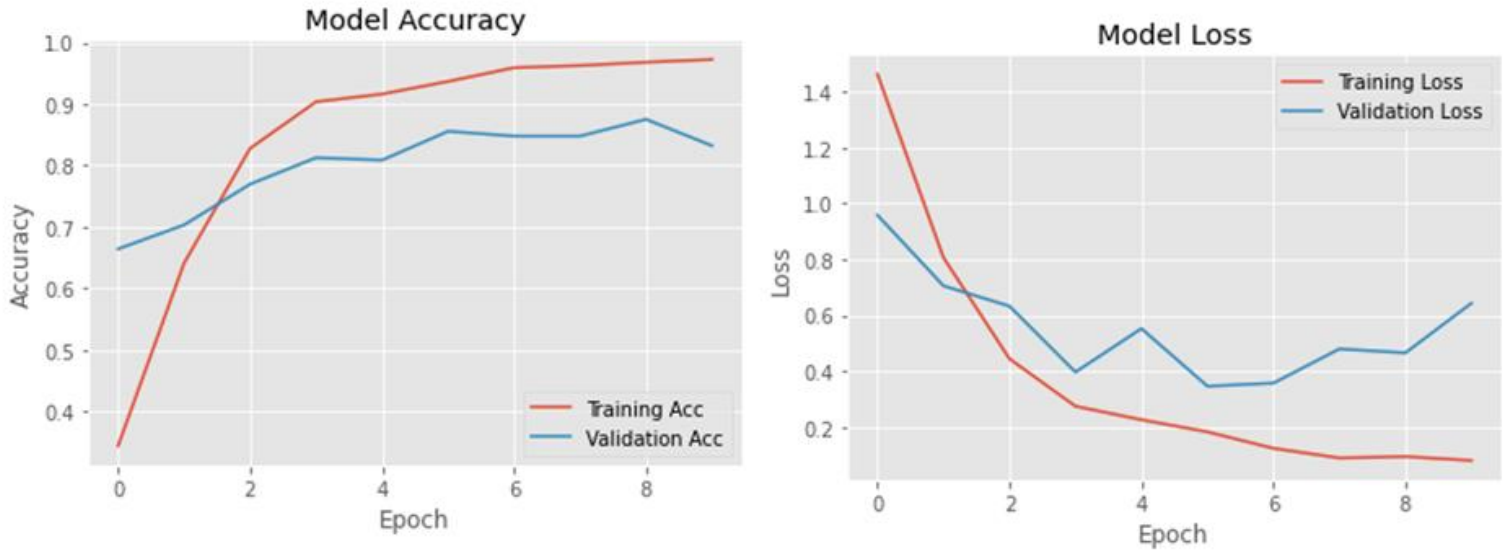 Model Accuracy
1.0
0.9
0.8
0.7
0.6
0.5
0.4
Accuracy
Training Acc
Validation Acc
0 2 4 6 8
Epoch
Model Loss
1.4
1.2
1.0
0.8
0.6
0.4
0.2
Loss
Training Loss
Validation Loss
0 2 4 6 8
Epoch